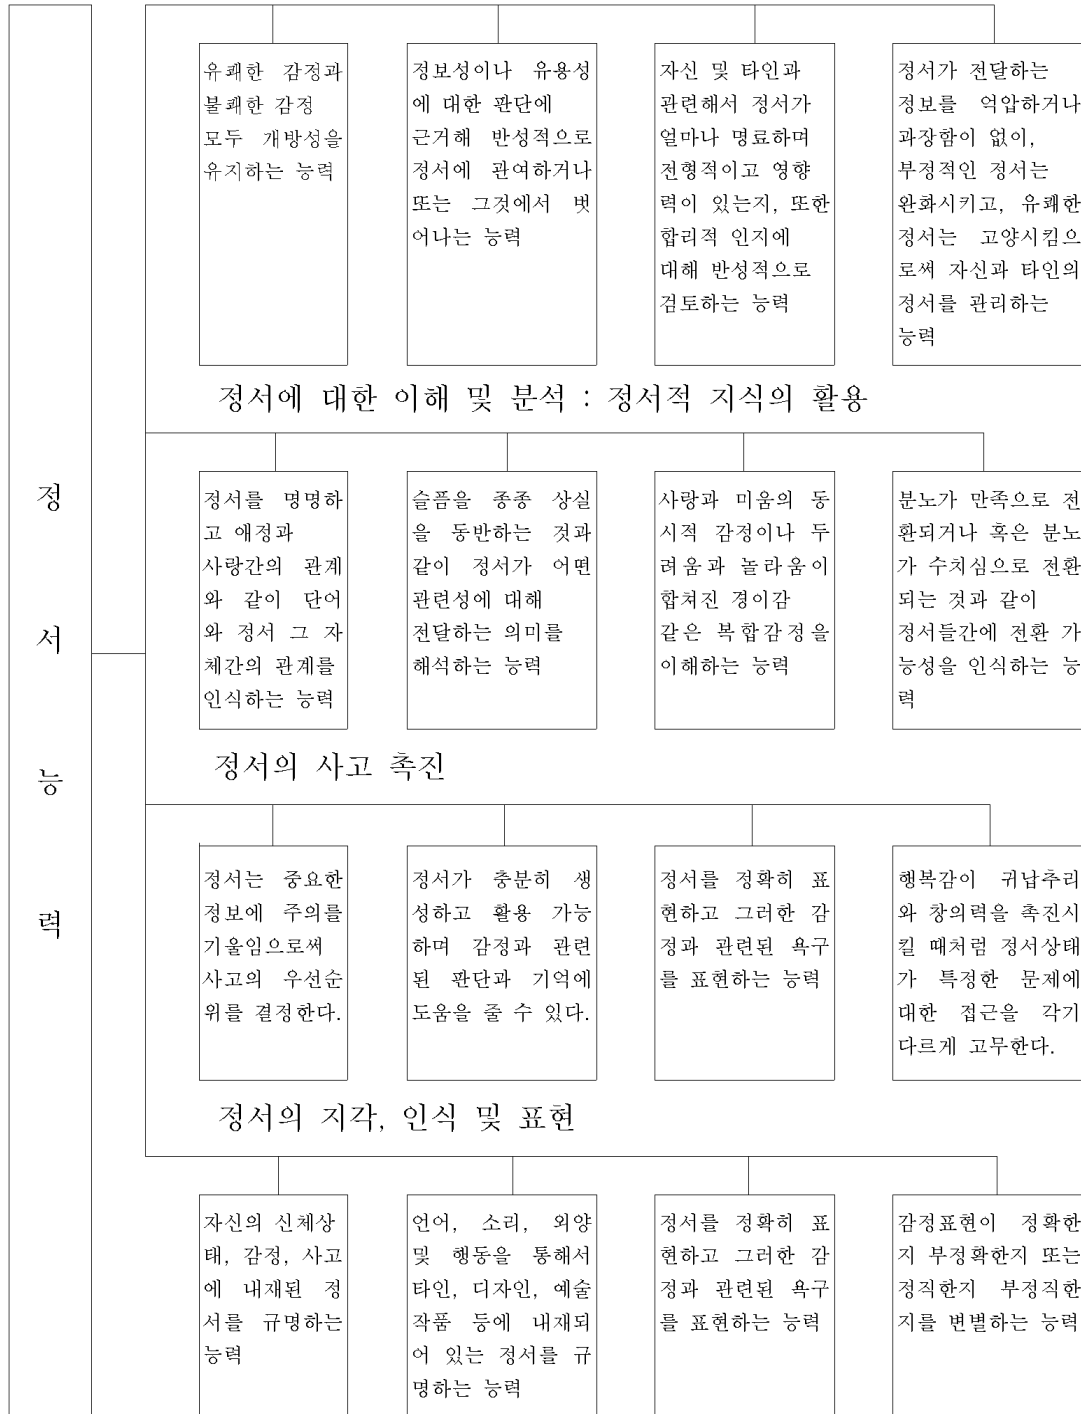 유쾌한 감정과
불쾌한 감정
모두 개방성을
유지하는 능력
정보성이나 유용성
에 대한 판단에
근거해 반성적으로
정서에 관여하거나
또는 그것에서 벗
어나는 능력
자신 및 타인과
관련해서 정서가
얼마나 명료하며
전형적이고 영향
력이 있는지, 또한
합리적 인지에
대해 반성적으로
검토하는 능력
정서가 전달하는
정보를 억압하거나
과장함이 없이,
부정적인 정서는
완화시키고, 유쾌한
정서는 고양시킴으
로써 자신과 타인의
정서를 관리하는
능력
정서에 대한 이해 및 분석 : 정서적 지식의 활용
정서를 명명하
고 애정과
사랑간의 관계
와 같이 단어
와 정서 그 자
체간의 관계를
인식하는 능력
슬픔을 종종 상실
을 동반하는 것과
같이 정서가 어떤
관련성에 대해
전달하는 의미를
해석하는 능력
사랑과 미움의 동
시적 감정이나 두
려움과 놀라움이
합쳐진 경이감
같은 복합감정을
이해하는 능력
분노가 만족으로 전
환되거나 혹은 분노
가 수치심으로 전환
되는 것과 같이
정서들간에 전환 가
능성을 인식하는 능
력
정
서
능
력
정서의 사고 촉진
정서는 중요한
정보에 주의를
기울임으로써
사고의 우선순
위를 결정한다.
정서가 충분히 생
성하고 활용 가능
하며 감정과 관련
된 판단과 기억에
도움을 줄 수 있다.
정서를 정확히 표
현하고 그러한 감
정과 관련된 욕구
를 표현하는 능력
행복감이 귀납추리
와 창의력을 촉진시
킬 때처럼 정서상태
가 특정한 문제에
대한 접근을 각기
다르게 고무한다.
정서의 지각, 인식 및 표현
자신의 신체상
태, 감정, 사고
에 내재된 정
서를 규명하는
능력
언어, 소리, 외양
및 행동을 통해서
타인, 디자인, 예술
작품 등에 내재되
어 있는 정서를 규
명하는 능력
정서를 정확히 표
현하고 그러한 감
정과 관련된 욕구
를 표현하는 능력
감정표현이 정확한
지 부정확한지 또는
정직한지 부정직한
지를 변별하는 능력